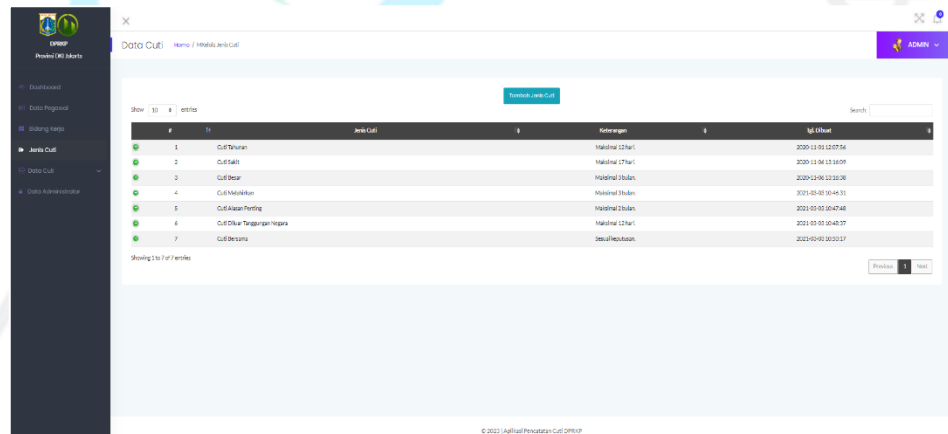 DPRKP
Provinsi DKI Jakarta
Dashboard
Data Pegawai
Bidang Kerja
Jenis Cuti
Data Cuti
Data Administrator
0
ADMIN
Data Cuti Home / Mkelola Jenis Cuti
Tambah Jenis Cuti
Show 10 entries
Search:
# Jenis Cuti Keterangan Tgl. Dibuat
1 Cuti Tahunan Maksimal 12 hari. 2020-11-01 12:07:56
2 Cuti Sakit Maksimal 17 hari. 2020-11-06 13:16:09
3 Cuti Besar Maksimal 3 bulan. 2020-11-06 13:16:38
4 Cuti Melahirkan Maksimal 3 bulan. 2021-03-03 10:46:31
5 Cuti Alasan Penting Maksimal 2 bulan. 2021-03-03 10:47:48
6 Cuti Diluar Tanggungan Negara Maksimal 12 hari. 2021-03-03 10:48:37
7 Cuti Bersama Sesuai keputusan. 2021-03-03 10:50:17
Showing 1 to 7 of 7 entries
Previous 1 Next
© 2023 | Aplikasi Pencatatan Cuti DPRKP